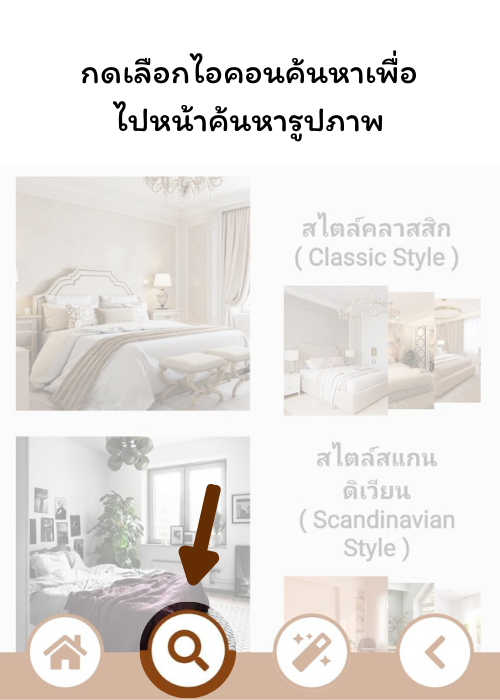 กดเลือกไอคอนค้นหาเพื่อ
ไปหน้าค้นหารูปภาพ
สไตล์คลาสสิก
( Classic Style )
สไตล์สแกน
ดิเวียน
( Scandinavian
Style )